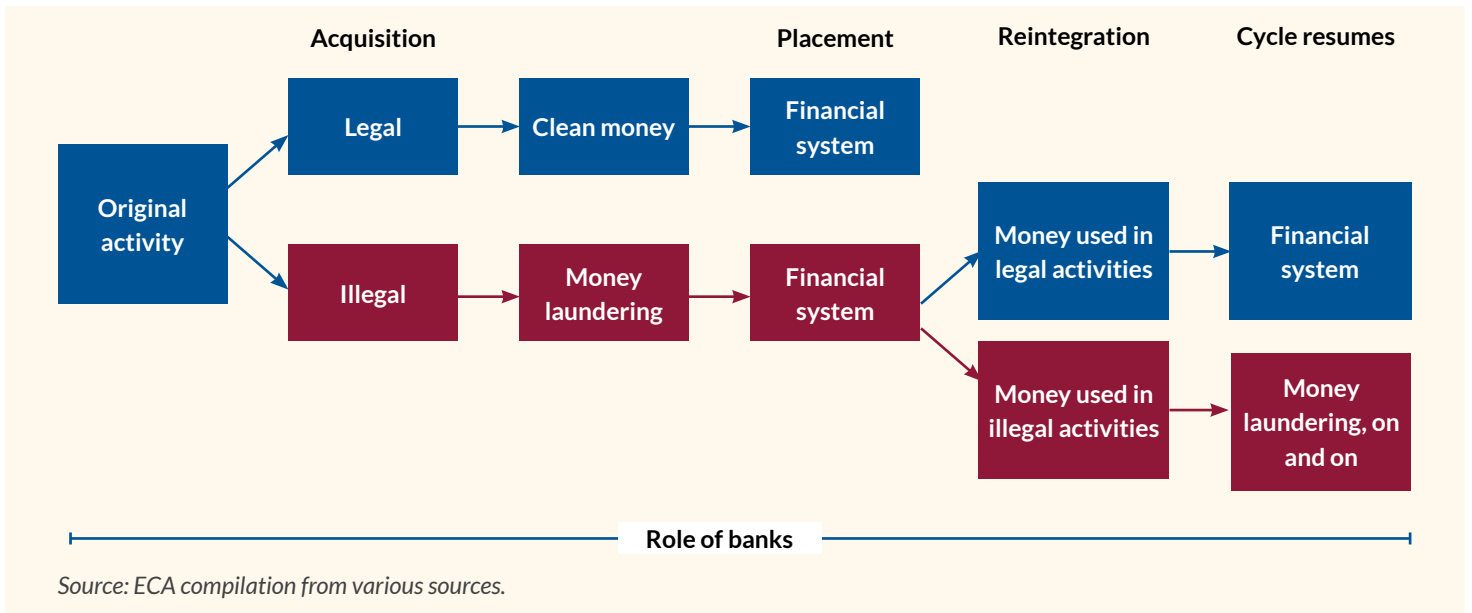 Acquisition
Placement
Reintegration
Cycle resumes
Legal
Clean money
Financial
system
Original
activity
Illegal
Money
laundering
Financial
system
Money used in
legal activities
Financial
system
Money used in
illegal activities
Money
laundering, on
and on
Role of banks
Source: ECA compilation from various sources.